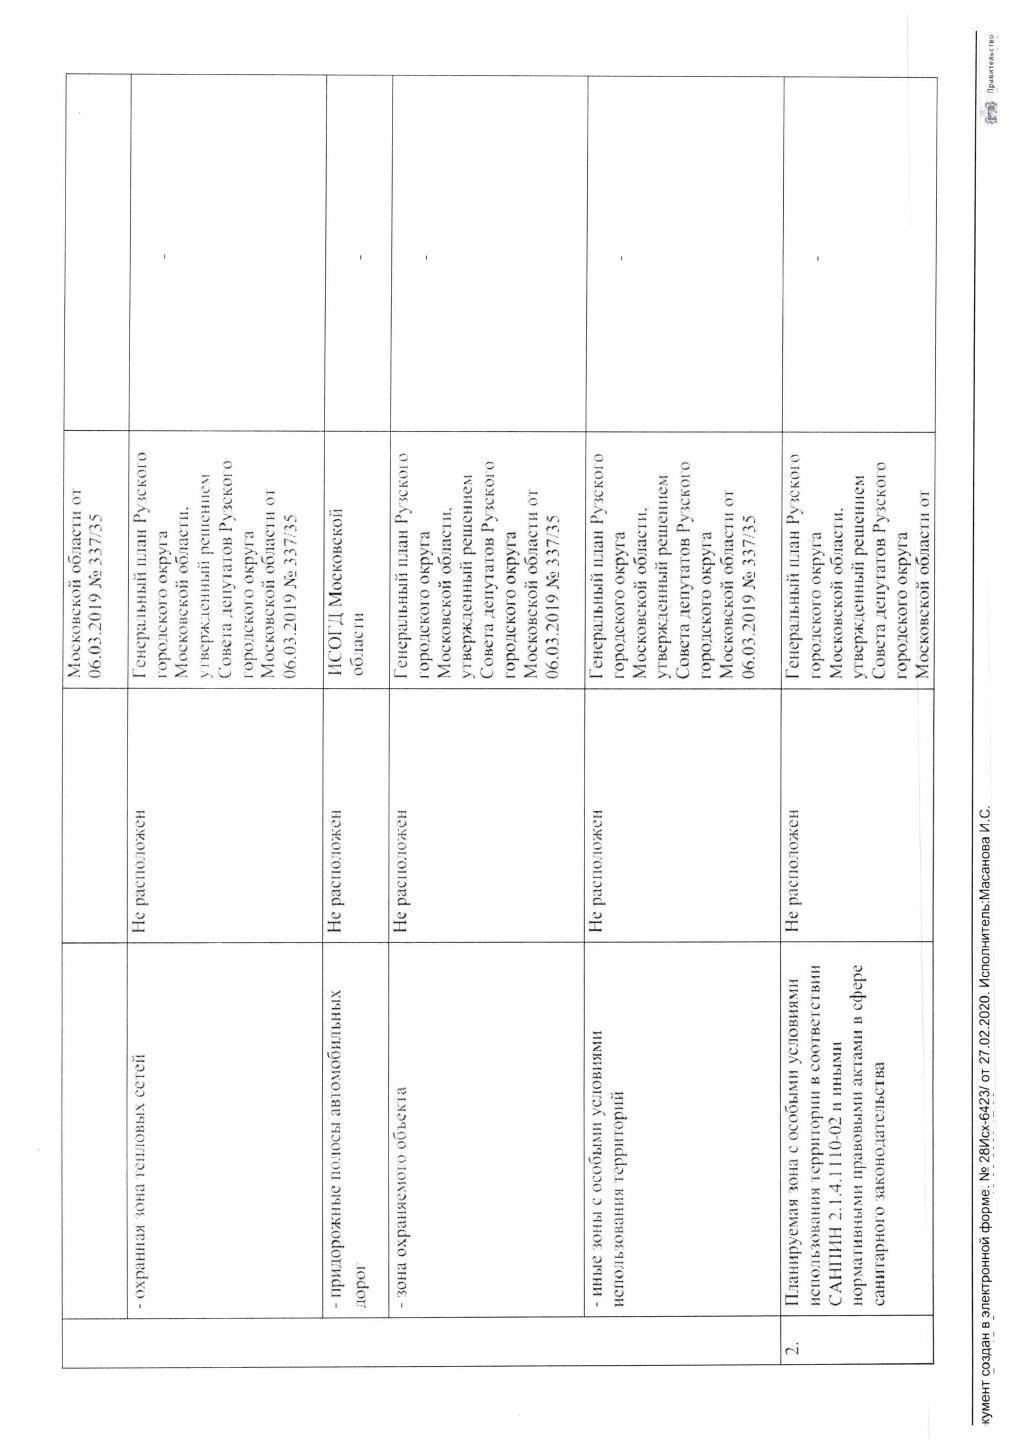 Московской области от
06.03.2019 № 337/35
- охранная зона тепловых сетей
Не расположен
Генеральный план Рузского
городского округа
Московской области,
утвержденный решением
Совета депутатов Рузского
городского округа
Московской области от
06.03.2019 № 337/35
-
- придорожные полосы автомобильных
дорог
Не расположен
ИСОГД Московской
области
-
- зона охраняемого объекта
Не расположен
Генеральный план Рузского
городского округа
Московской области,
утвержденный решением
Совета депутатов Рузского
городского округа
Московской области от
06.03.2019 № 337/35
-
- иные зоны с особыми условиями
использования территорий
Не расположен
Генеральный план Рузского
городского округа
Московской области,
утвержденный решением
Совета депутатов Рузского
городского округа
Московской области от
06.03.2019 № 337/35
-
2.
Планируемая зона с особыми условиями
использования территории в соответствии
САНПИН 2.1.4.1110-02 и иными
нормативными правовыми актами в сфере
санитарного законодательства
Не расположен
Генеральный план Рузского
городского округа
Московской области,
утвержденный решением
Совета депутатов Рузского
городского округа
Московской области от
-
кумент создан в электронной форме. № 28Исх-6423/ от 27.02.2020. Исполнитель:Масанова И.С.
Правительство